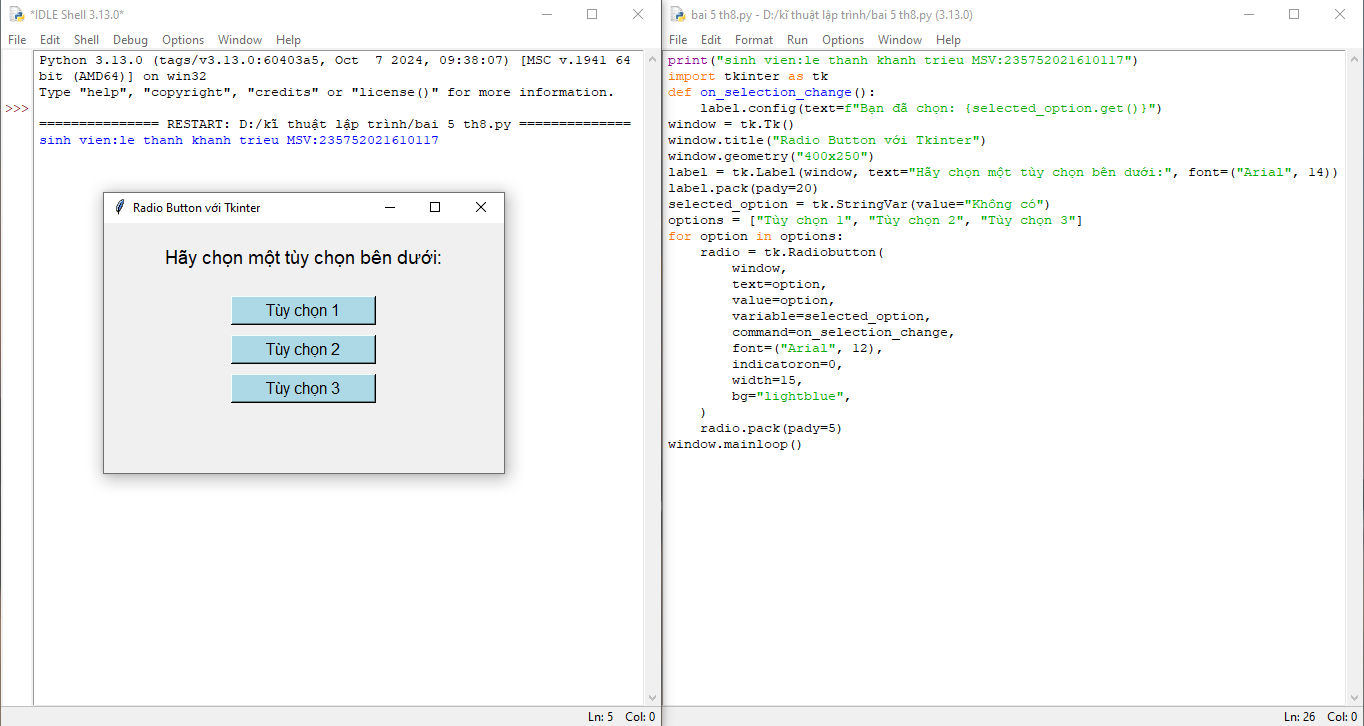 *IDLE Shell 3.13.0*
File Edit Shell Debug Options Window Help
Python 3.13.0 (tags/v3.13.0:60403a5, Oct  7 2024, 09:38:07) [MSC v.1941 64
bit (AMD64)] on win32
Type "help", "copyright", "credits" or "license()" for more information.
>>>
=============== RESTART: D:/kĩ thuật lập trình/bai 5 th8.py ==============
sinh vien:le thanh khanh trieu MSV:235752021610117
Radio Button với Tkinter
Hãy chọn một tùy chọn bên dưới:
Tùy chọn 1
Tùy chọn 2
Tùy chọn 3
Ln: 5 Col: 0
bai 5 th8.py - D:/kĩ thuật lập trình/bai 5 th8.py (3.13.0)
File Edit Format Run Options Window Help
print("sinh vien:le thanh khanh trieu MSV:235752021610117")
import tkinter as tk
def on_selection_change():
    label.config(text=f"Bạn đã chọn: {selected_option.get()}")
window = tk.Tk()
window.title("Radio Button với Tkinter")
window.geometry("400x250")
label = tk.Label(window, text="Hãy chọn một tùy chọn bên dưới:", font=("Arial", 14))
label.pack(pady=20)
selected_option = tk.StringVar(value="Không có")
options = ["Tùy chọn 1", "Tùy chọn 2", "Tùy chọn 3"]
for option in options:
    radio = tk.Radiobutton(
        window,
        text=option,
        value=option,
        variable=selected_option,
        command=on_selection_change,
        font=("Arial", 12),
        indicatoron=0,
        width=15,
        bg="lightblue",
    )
    radio.pack(pady=5)
window.mainloop()
Ln: 26 Col: 0